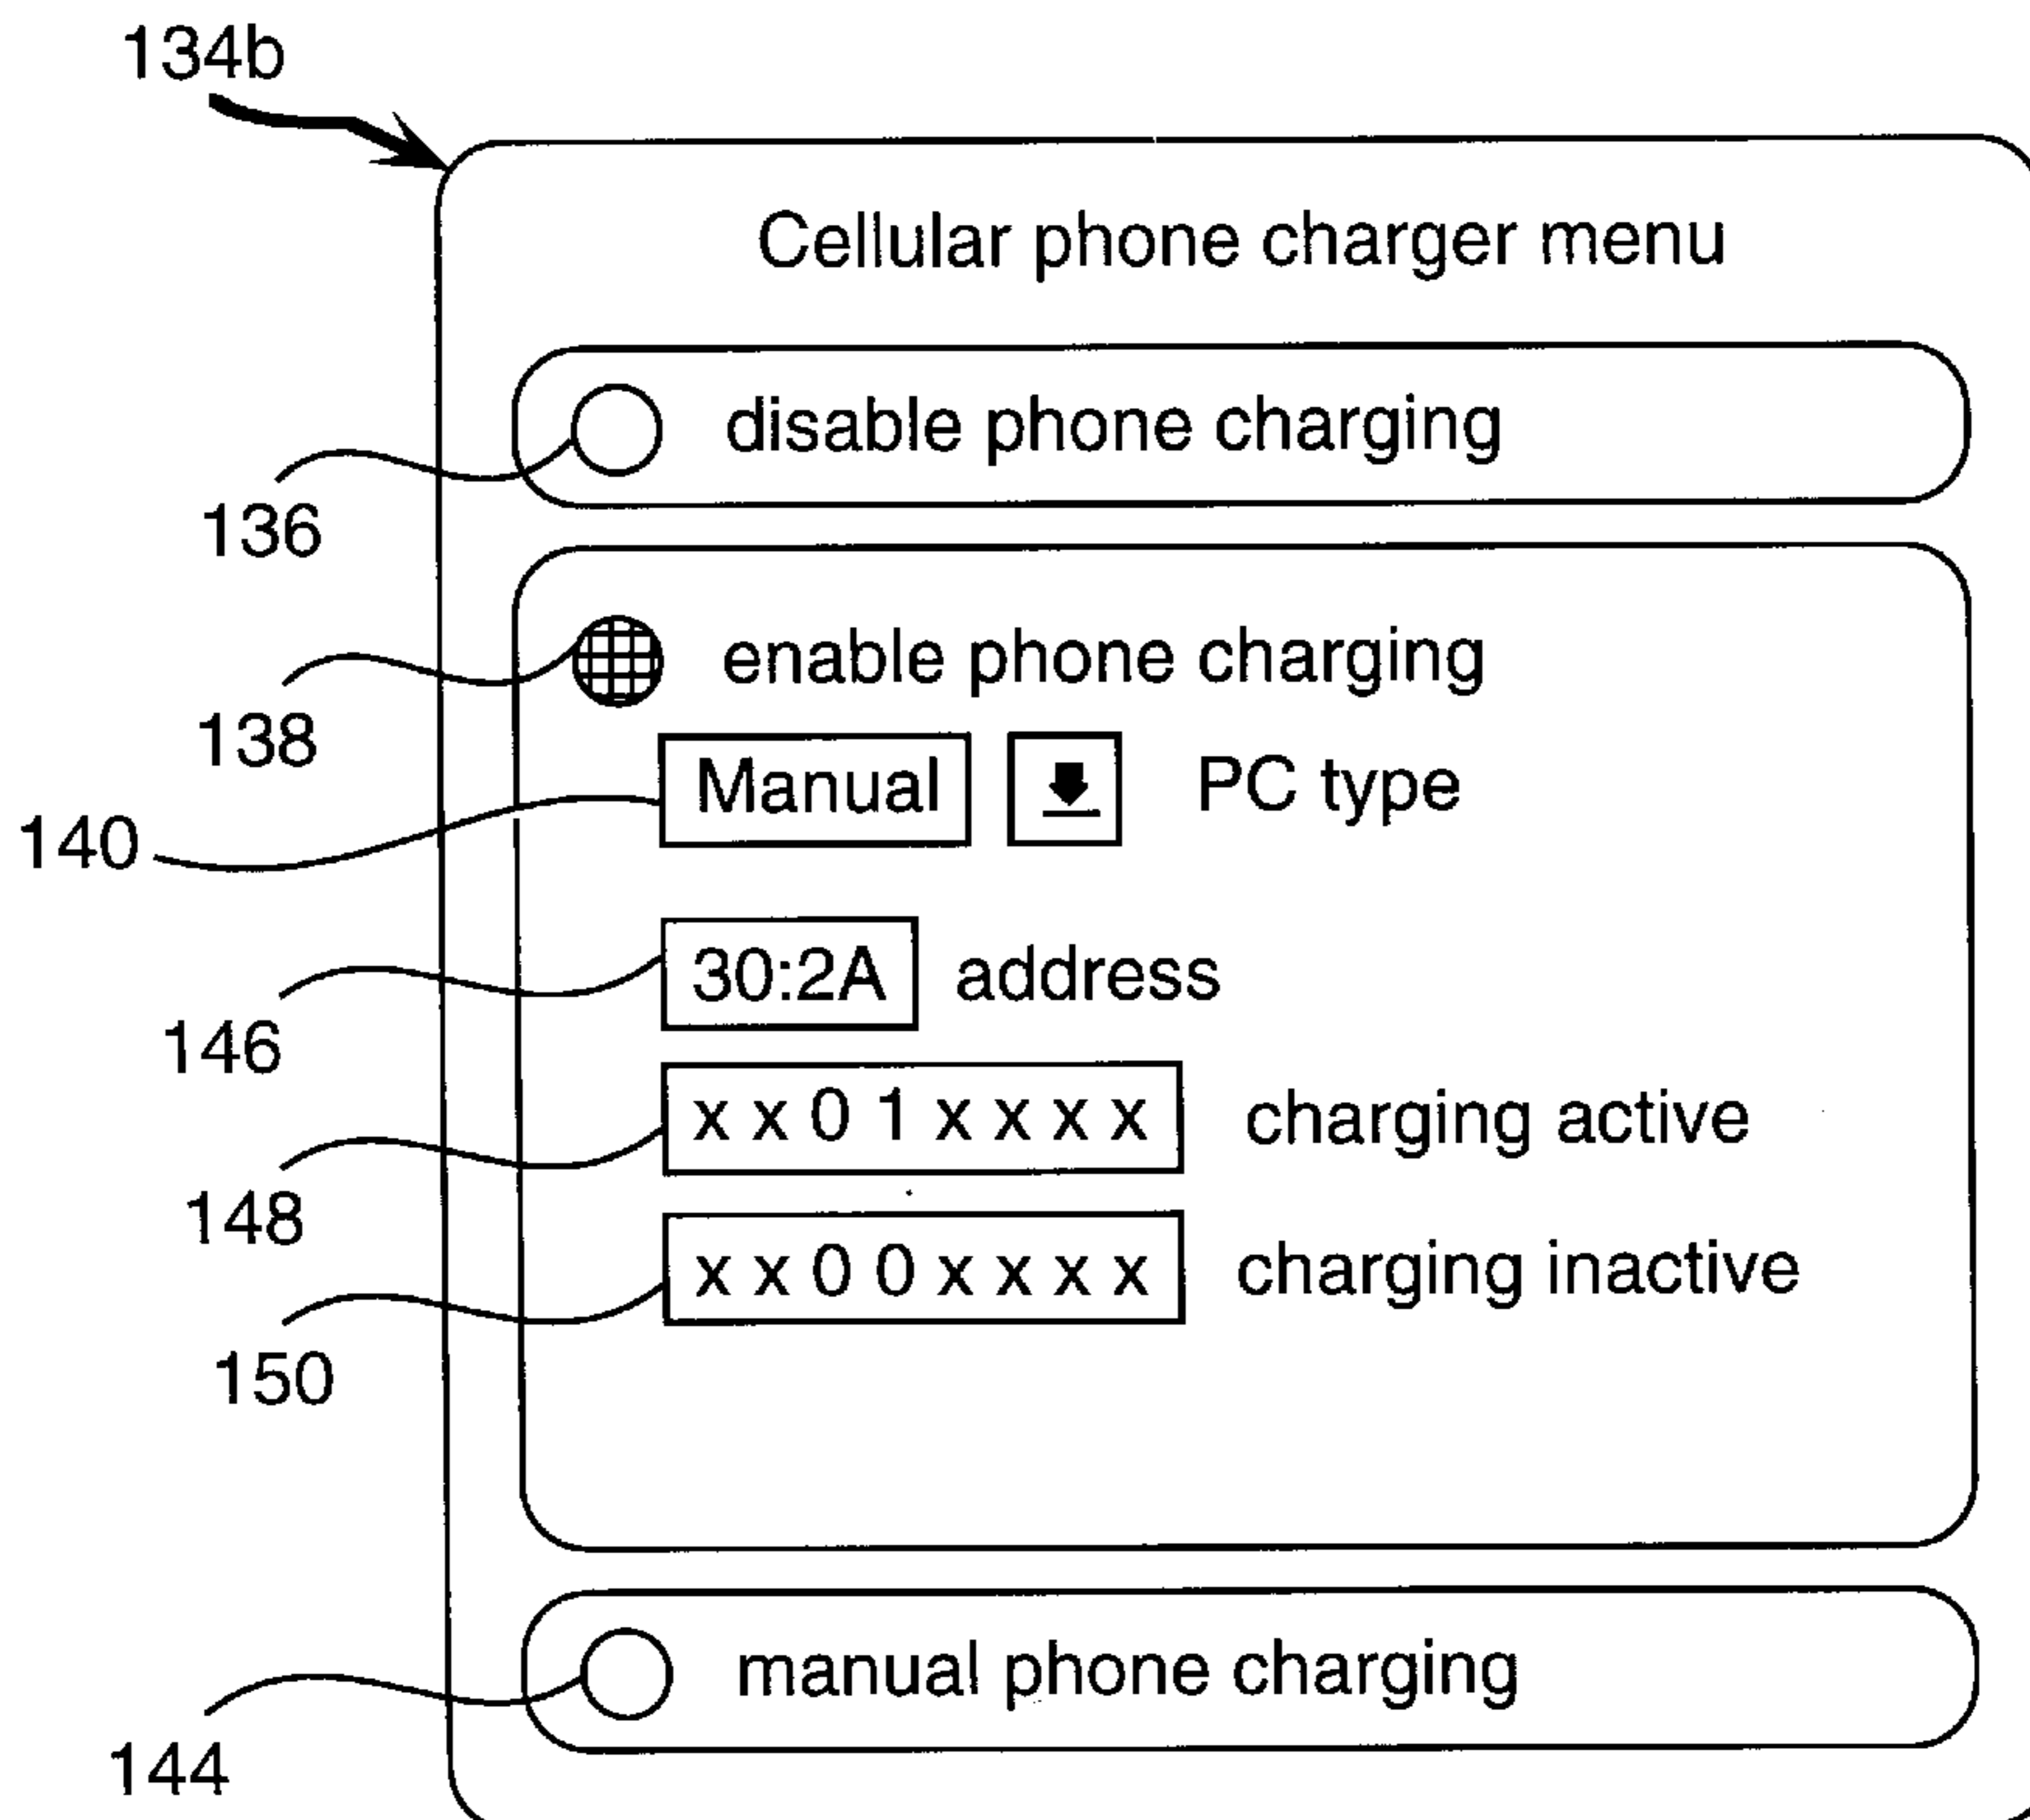 134b
Cellular phone charger menu
disable phone charging
136
enable phone charging
138
Manual PC type
140
30:2A address
146
x x 0 1 x x x x charging active
148
x x 0 0 x x x x charging inactive
150
manual phone charging
144